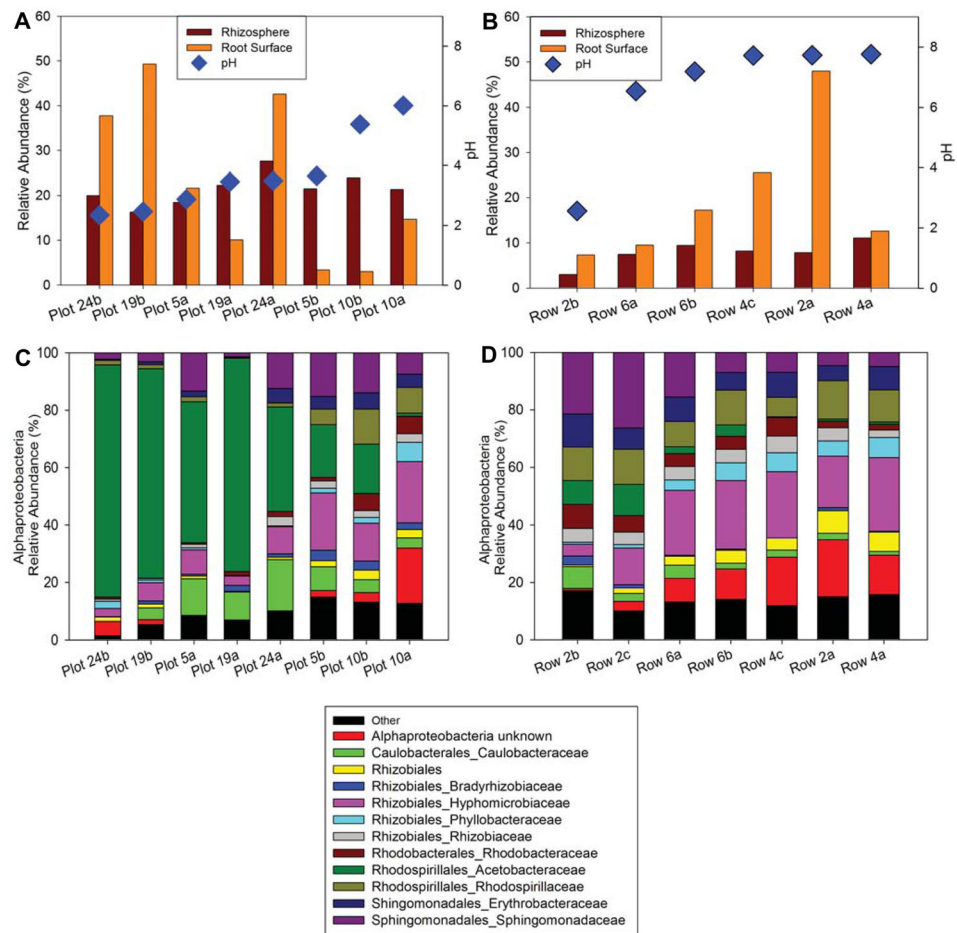 A
Rhizosphere
Root Surface
pH
Relative Abundance (%)
60
50
40
30
20
10
0
8
6
4
2
0
pH
Plot 24b
Plot 19b
Plot 5a
Plot 19a
Plot 24a
Plot 5b
Plot 10b
Plot 10a
B
Rhizosphere
Root Surface
pH
Relative Abundance (%)
60
50
40
30
20
10
0
8
6
4
2
0
pH
Row 2b
Row 6a
Row 6b
Row 4c
Row 2a
Row 4a
C
Alphaproteobacteria
Relative Abundance (%)
100
80
60
40
20
0
Plot 24b
Plot 19b
Plot 5a
Plot 19a
Plot 24a
Plot 5b
Plot 10b
Plot 10a
D
Alphaproteobacteria
Relative Abundance (%)
100
80
60
40
20
0
Row 2b
Row 2c
Row 6a
Row 6b
Row 4c
Row 2a
Row 4a
Other
Alphaproteobacteria unknown
Caulobacterales_Caulobacteraceae
Rhizobiales
Rhizobiales_Bradyrhizobiaceae
Rhizobiales_Hyphomicrobiaceae
Rhizobiales_Phyllobacteraceae
Rhizobiales_Rhizobiaceae
Rhodobacterales_Rhodobacteraceae
Rhodospirillales_Acetobacteraceae
Rhodospirillales_Rhodospirillaceae
Shingomonadales_Erythrobacteraceae
Sphingomonadales_Sphingomonadaceae